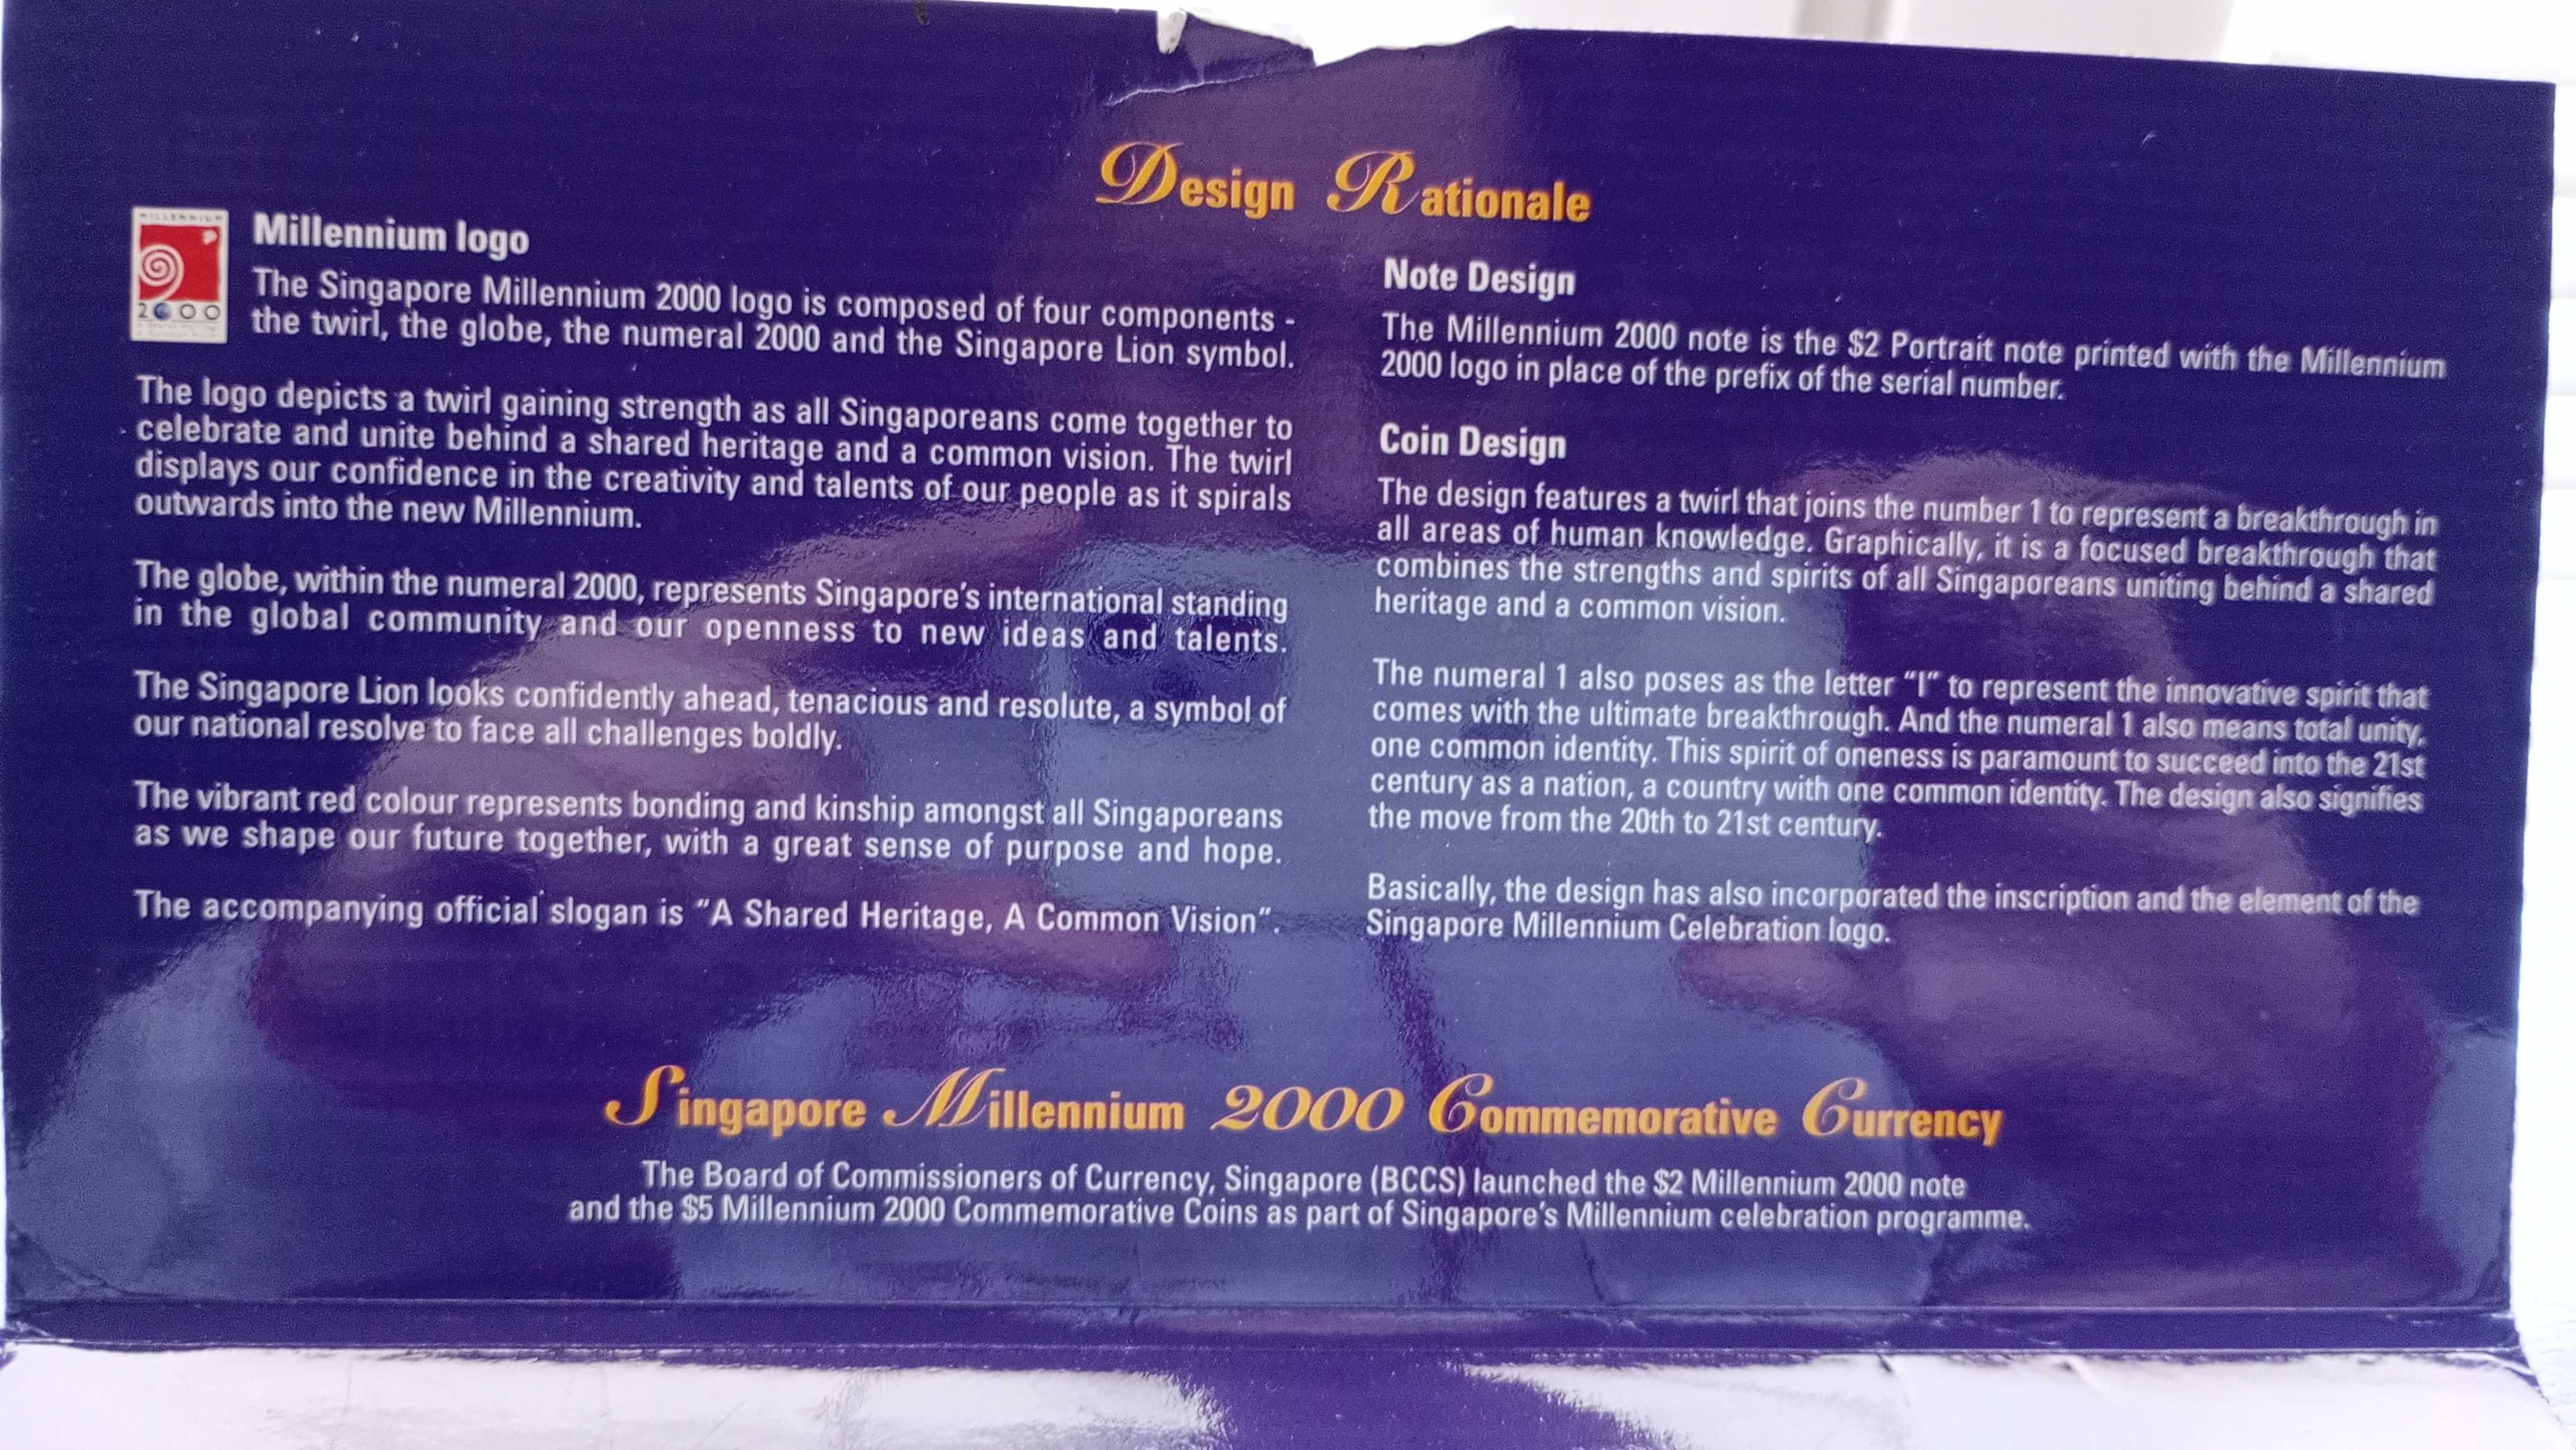 Design Rationale
MILLENNIUM
2000
Millennium logo
The Singapore Millennium 2000 logo is composed of four components -
the twirl, the globe, the numeral 2000 and the Singapore Lion symbol.
The logo depicts a twirl gaining strength as all Singaporeans come together to
celebrate and unite behind a shared heritage and a common vision. The twirl
displays our confidence in the creativity and talents of our people as it spirals
outwards into the new Millennium.
The globe, within the numeral 2000, represents Singapore's international standing
in the global community and our openness to new ideas and talents.
The Singapore Lion looks confidently ahead, tenacious and resolute, a symbol of
our national resolve to face all challenges boldly.
The vibrant red colour represents bonding and kinship amongst all Singaporeans
as we shape our future together, with a great sense of purpose and hope.
The accompanying official slogan is "A Shared Heritage, A Common Vision".
Note Design
The Millennium 2000 note is the $2 Portrait note printed with the Millennium
2000 logo in place of the prefix of the serial number.
Coin Design
The design features a twirl that joins the number 1 to represent a breakthrough in
all areas of human knowledge. Graphically, it is a focused breakthrough that
combines the strengths and spirits of all Singaporeans uniting behind a shared
heritage and a common vision.
The numeral 1 also poses as the letter "I" to represent the innovative spirit that
comes with the ultimate breakthrough. And the numeral 1 also means total unity,
one common identity. This spirit of oneness is paramount to succeed into the 21st
century as a nation, a country with one common identity. The design also signifies
the move from the 20th to 21st century.
Basically, the design has also incorporated the inscription and the element of the
Singapore Millennium Celebration logo.
Singapore Millennium 2000 Commemorative Currency
The Board of Commissioners of Currency, Singapore (BCCS) launched the $2 Millennium 2000 note
and the $5 Millennium 2000 Commemorative Coins as part of Singapore's Millennium celebration programme.